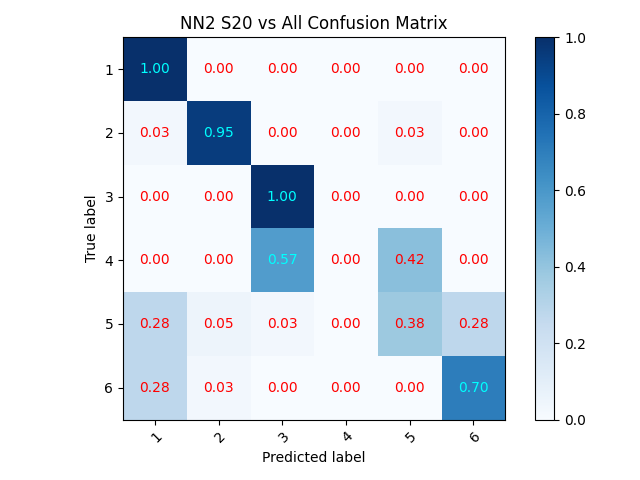 NN2 S20 vs All Confusion Matrix
True label
1 1.00 0.00 0.00 0.00 0.00 0.00
2 0.03 0.95 0.00 0.00 0.03 0.00
3 0.00 0.00 1.00 0.00 0.00 0.00
4 0.00 0.00 0.57 0.00 0.42 0.00
5 0.28 0.05 0.03 0.00 0.38 0.28
6 0.28 0.03 0.00 0.00 0.00 0.70
1 2 3 4 5 6
Predicted label
1.0
0.8
0.6
0.4
0.2
0.0